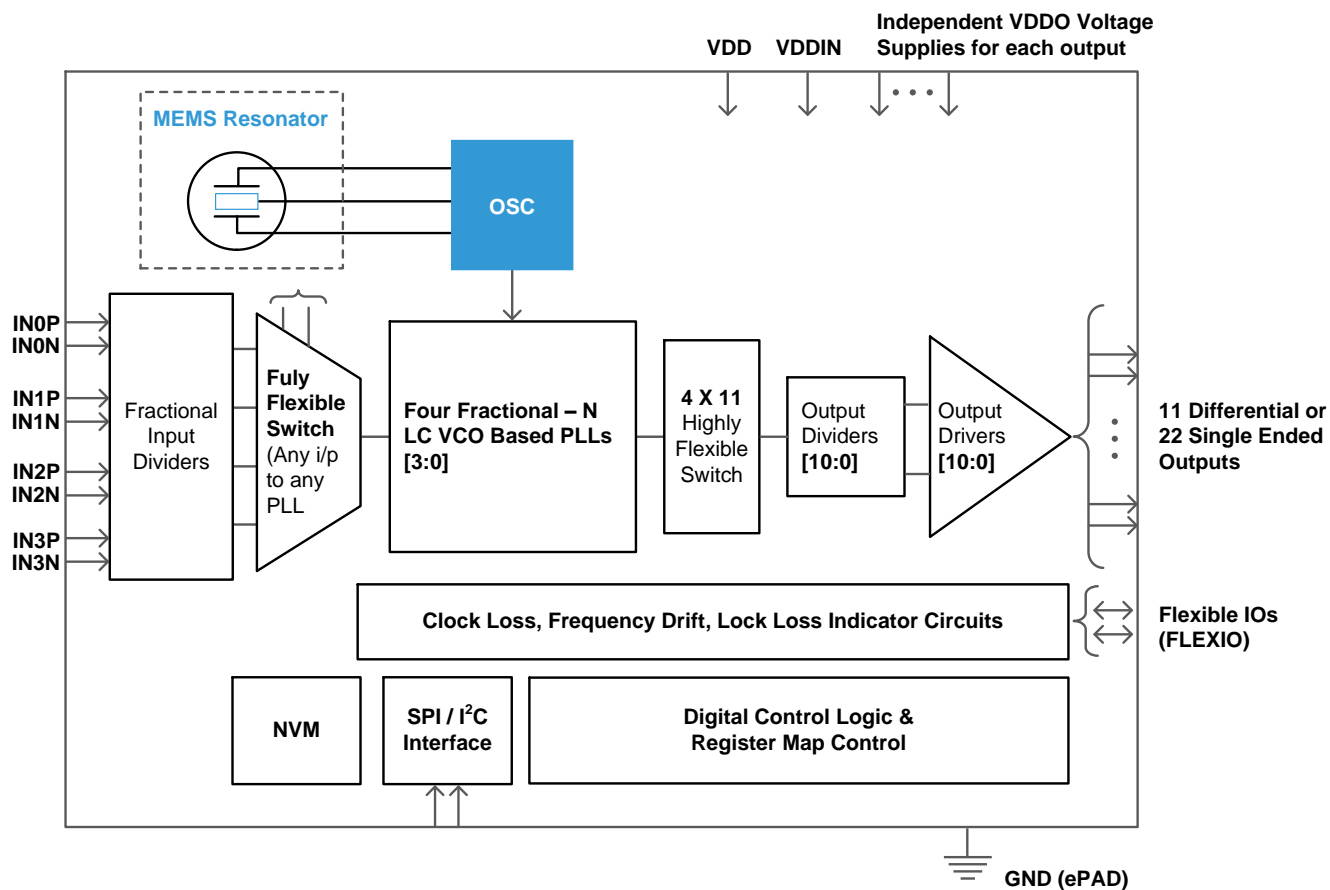 Independent VDDO Voltage
Supplies for each output
VDD
VDDIN
MEMS Resonator
OSC
IN0P
IN0N
IN1P
IN1N
IN2P
IN2N
IN3P
IN3N
Fractional
Input
Dividers
Fuly
Flexible
Switch
(Any i/p
to any
PLL
Four Fractional – N
LC VCO Based PLLs
[3:0]
4 X 11
Highly
Flexible
Switch
Output
Dividers
[10:0]
Output
Drivers
[10:0]
11 Differential or
22 Single Ended
Outputs
Clock Loss, Frequency Drift, Lock Loss Indicator Circuits
Flexible IOs
(FLEXIO)
NVM
SPI / I²C
Interface
Digital Control Logic &
Register Map Control
GND (ePAD)